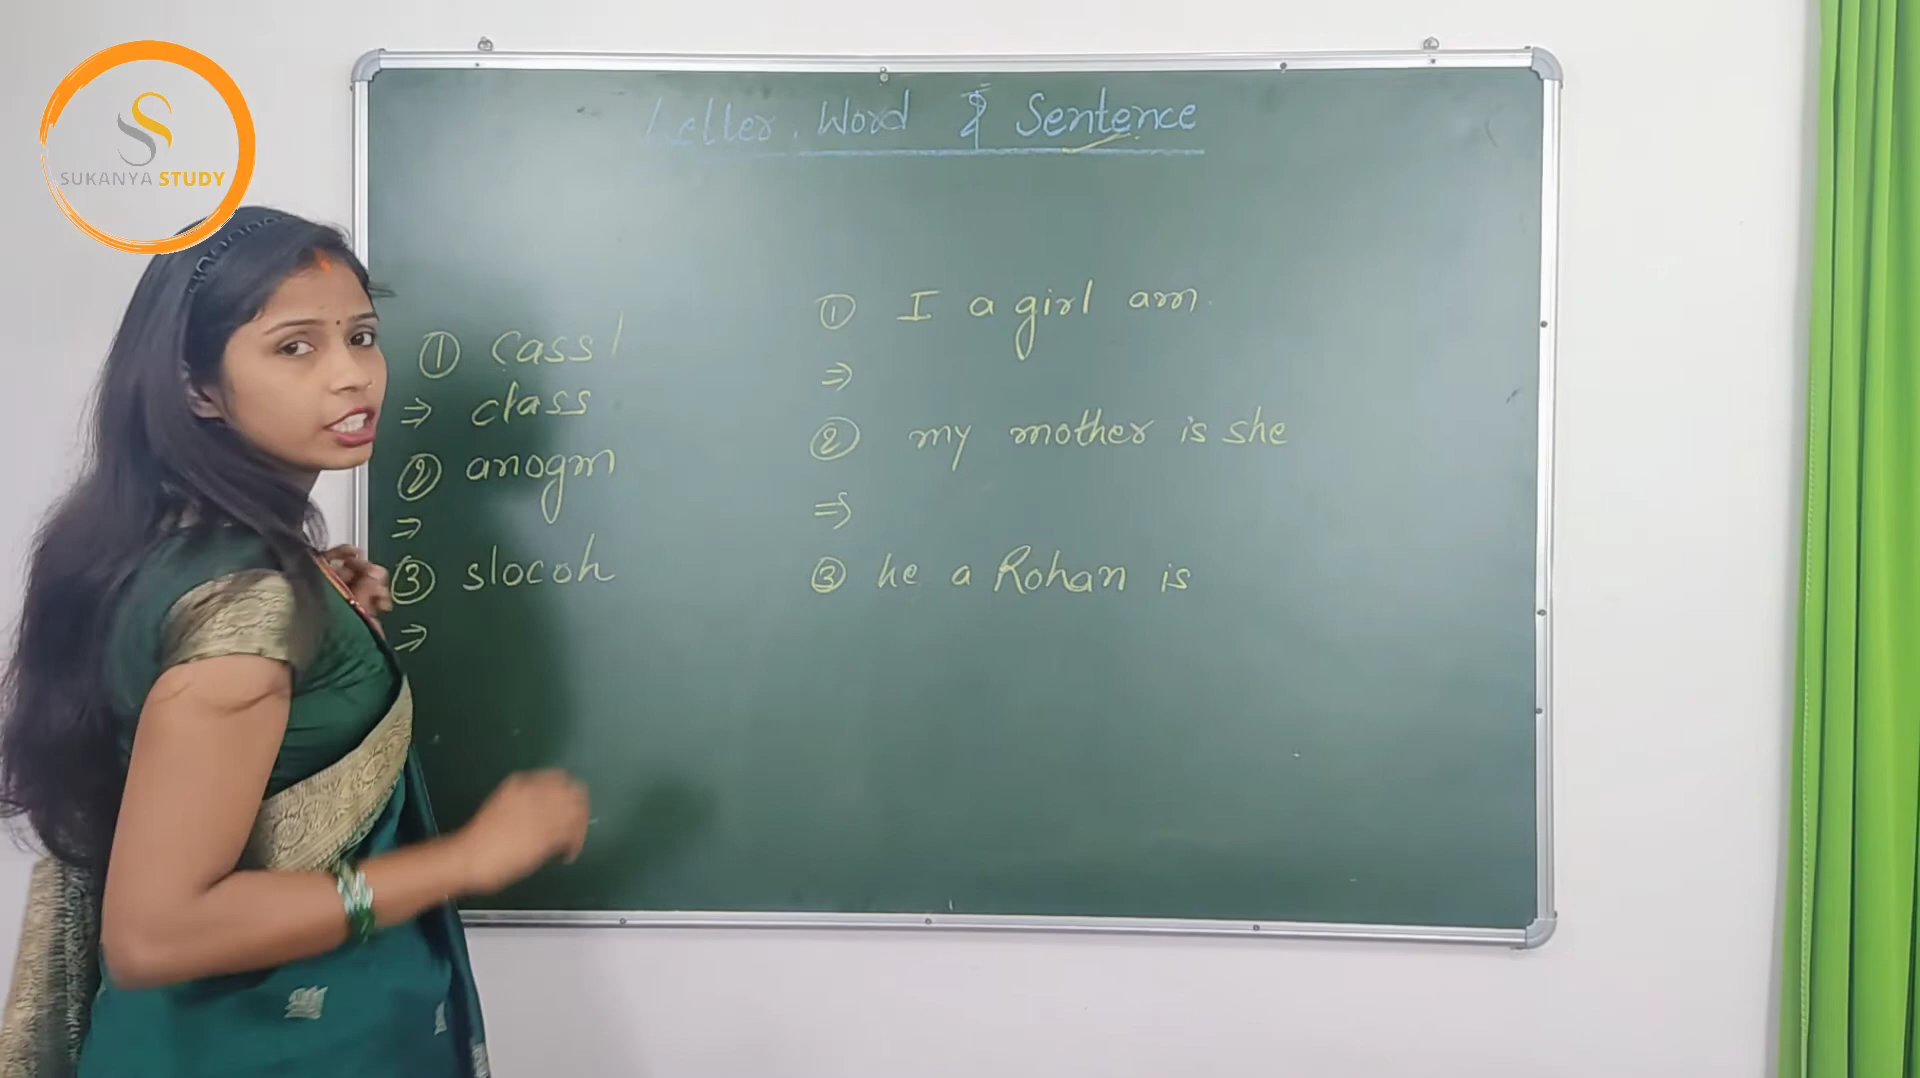 SUKANYA STUDY
Letter, Word & Sentence
① cass l
⇒ class
② anogm
⇒
③ slocoh
⇒
① I a girl am.
⇒
② my mother is she
⇒
③ he a Rohan is